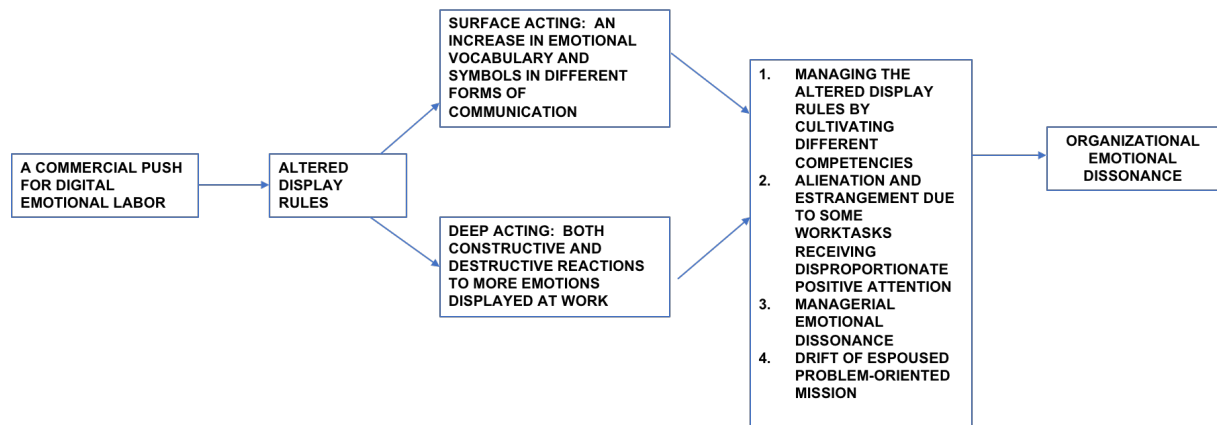 A COMMERCIAL PUSH
FOR DIGITAL
EMOTIONAL LABOR
ALTERED
DISPLAY
RULES
SURFACE ACTING: AN
INCREASE IN EMOTIONAL
VOCABULARY AND
SYMBOLS IN DIFFERENT
FORMS OF
COMMUNICATION
DEEP ACTING: BOTH
CONSTRUCTIVE AND
DESTRUCTIVE REACTIONS
TO MORE EMOTIONS
DISPLAYED AT WORK
1. MANAGING THE
ALTERED DISPLAY
RULES BY
CULTIVATING
DIFFERENT
COMPETENCIES
2. ALIENATION AND
ESTRANGEMENT DUE
TO SOME
WORKTASKS
RECEIVING
DISPROPORTIONATE
POSITIVE ATTENTION
3. MANAGERIAL
EMOTIONAL
DISSONANCE
4. DRIFT OF ESPOUSED
PROBLEM-ORIENTED
MISSION
ORGANIZATIONAL
EMOTIONAL
DISSONANCE